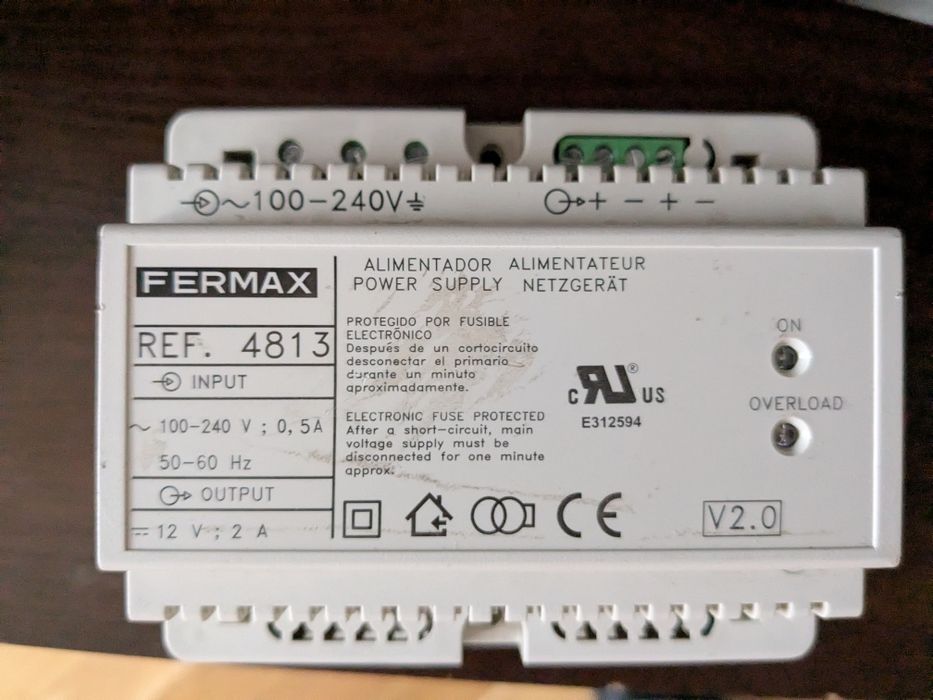 ~100-240V
+ - + -
FERMAX
REF. 4813
INPUT
~ 100-240 V ; 0,5A
50-60 Hz
OUTPUT
12 V ; 2 A
ALIMENTADOR ALIMENTATEUR
POWER SUPPLY NETZGERÄT
PROTEGIDO POR FUSIBLE
ELECTRÓNICO
Después de un cortocircuito
desconectar el primario
durante un minuto
aproximadamente.
ELECTRONIC FUSE PROTECTED
After a short-circuit, main
voltage supply must be
disconnected for one minute
approx.
c RU ® US
E312594
CE
ON
OVERLOAD
V2.0